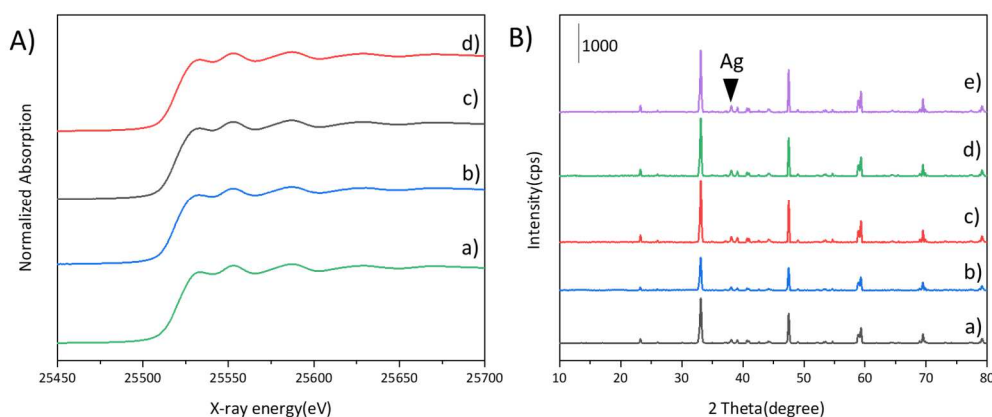 A)
d)
c)
b)
a)
Normalized Absorption
25450 25500 25550 25600 25650 25700
X-ray energy(eV)
B)
1000
Ag
e)
d)
c)
b)
a)
Intensity(cps)
10 20 30 40 50 60 70 80
2 Theta(degree)